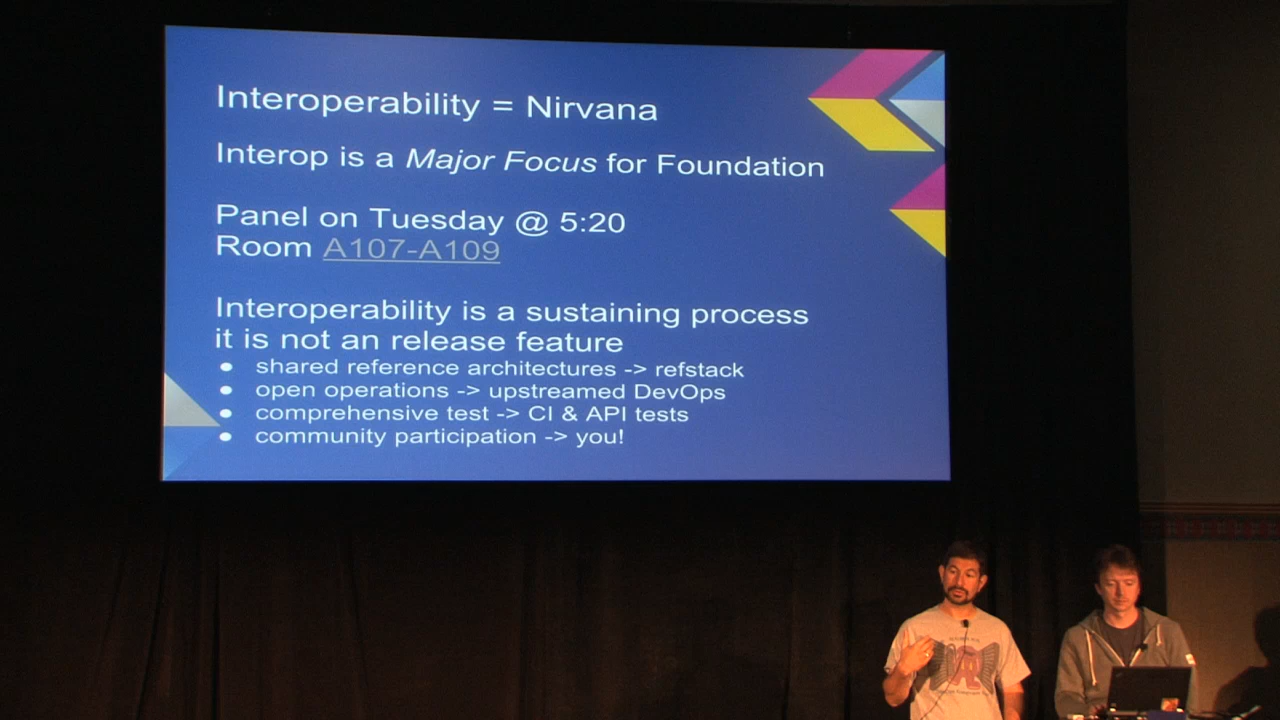 Interoperability = Nirvana
Interop is a Major Focus for Foundation
Panel on Tuesday @ 5:20
Room A107-A109
Interoperability is a sustaining process
it is not an release feature
● shared reference architectures -> refstack
● open operations -> upstreamed DevOps
● comprehensive test -> CI & API tests
● community participation -> you!